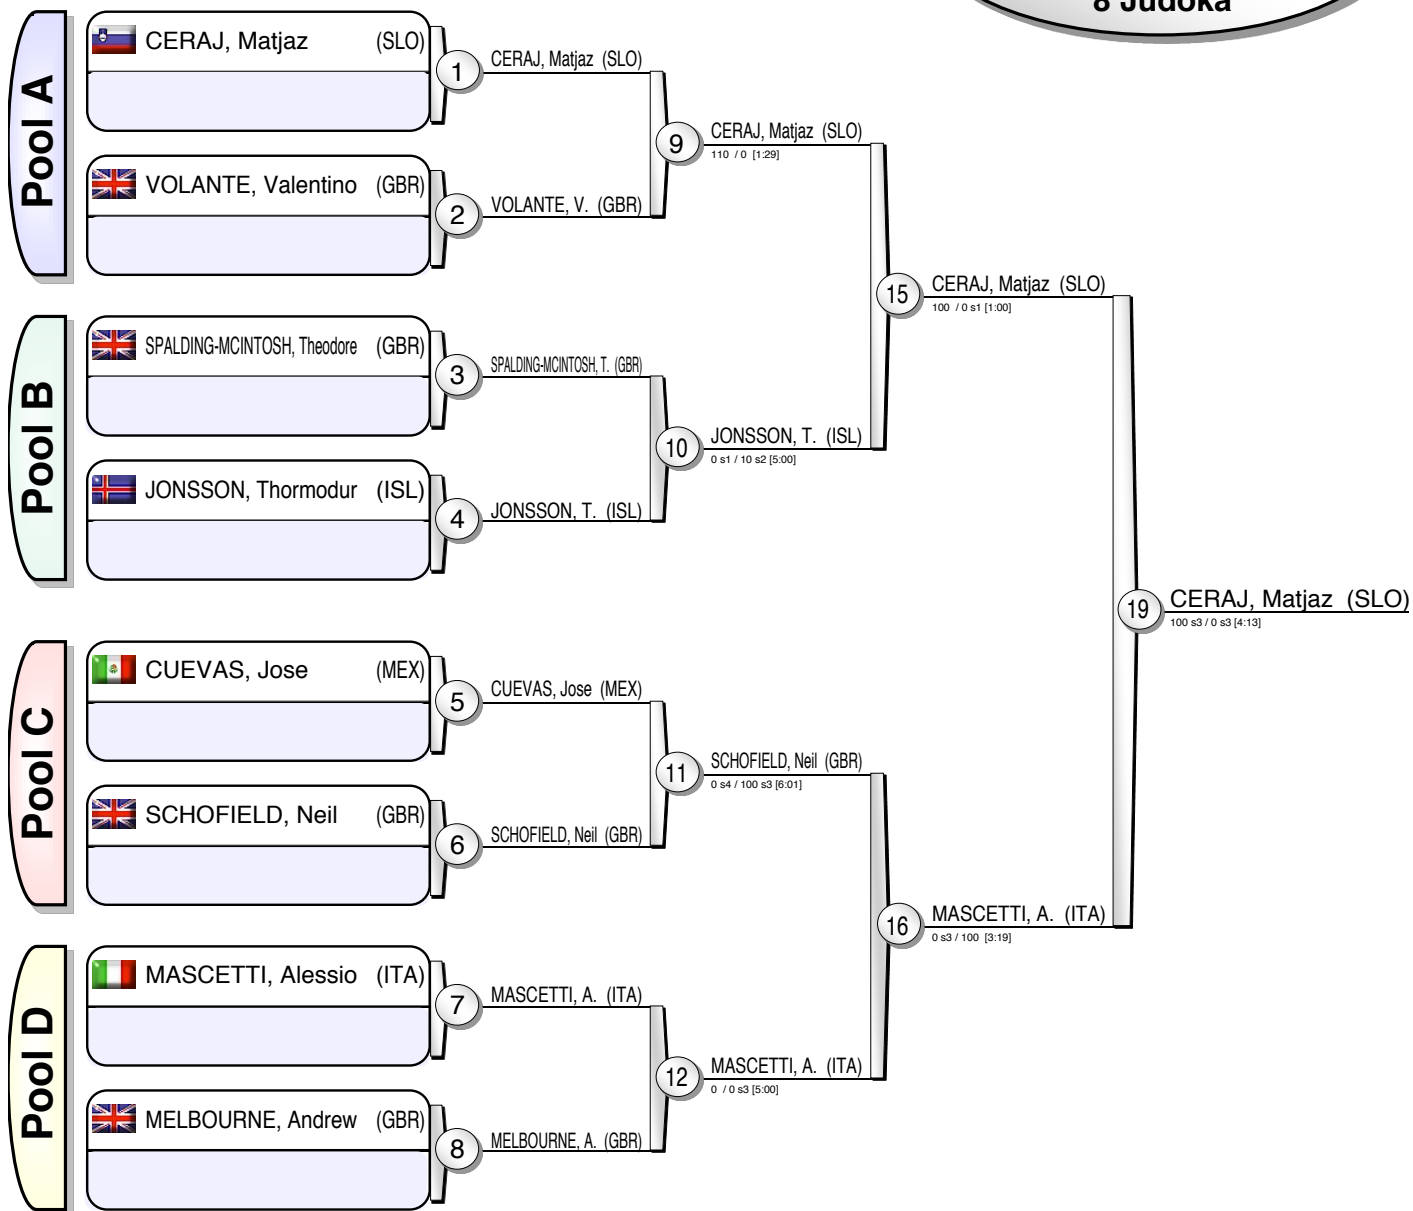 8 Judoka
Pool A
CERAJ, Matjaz (SLO)
1
CERAJ, Matjaz (SLO)
VOLANTE, Valentino (GBR)
2
VOLANTE, V. (GBR)
9
CERAJ, Matjaz (SLO)
110 / 0 [1:29]
Pool B
SPALDING-MCINTOSH, Theodore (GBR)
3
SPALDING-MCINTOSH, T. (GBR)
JONSSON, Thormodur (ISL)
4
JONSSON, T. (ISL)
10
JONSSON, T. (ISL)
0 s1 / 10 s2 [5:00]
15
CERAJ, Matjaz (SLO)
100 / 0 s1 [1:00]
Pool C
CUEVAS, Jose (MEX)
5
CUEVAS, Jose (MEX)
SCHOFIELD, Neil (GBR)
6
SCHOFIELD, Neil (GBR)
11
SCHOFIELD, Neil (GBR)
0 s4 / 100 s3 [6:01]
Pool D
MASCETTI, Alessio (ITA)
7
MASCETTI, A. (ITA)
MELBOURNE, Andrew (GBR)
8
MELBOURNE, A. (GBR)
12
MASCETTI, A. (ITA)
0 / 0 s3 [5:00]
16
MASCETTI, A. (ITA)
0 s3 / 100 [3:19]
19
CERAJ, Matjaz (SLO)
100 s3 / 0 s3 [4:13]